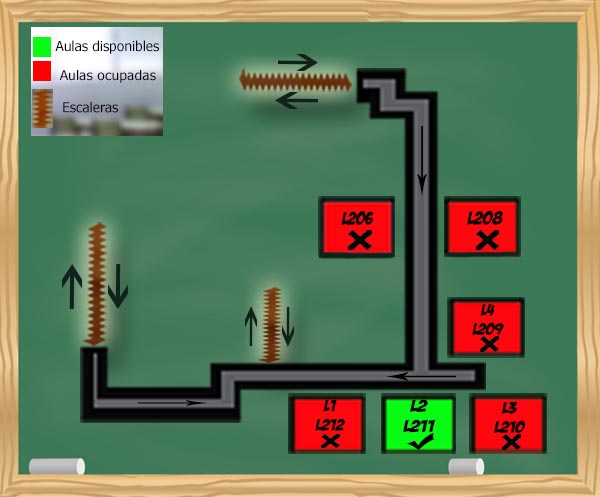 Aulas disponibles
Aulas ocupadas
Escaleras
L206
L208
L4
L209
L1
L212
L2
L211
L3
L210